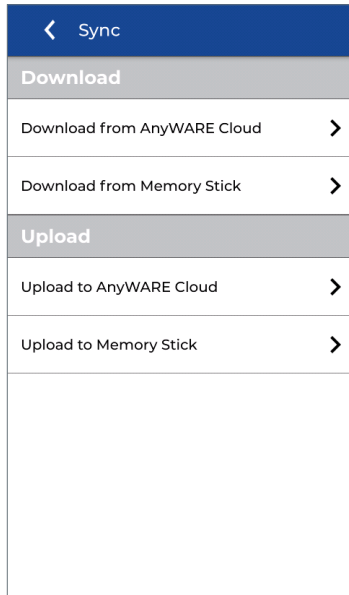 Sync
Download
Download from AnyWARE Cloud
Download from Memory Stick
Upload
Upload to AnyWARE Cloud
Upload to Memory Stick